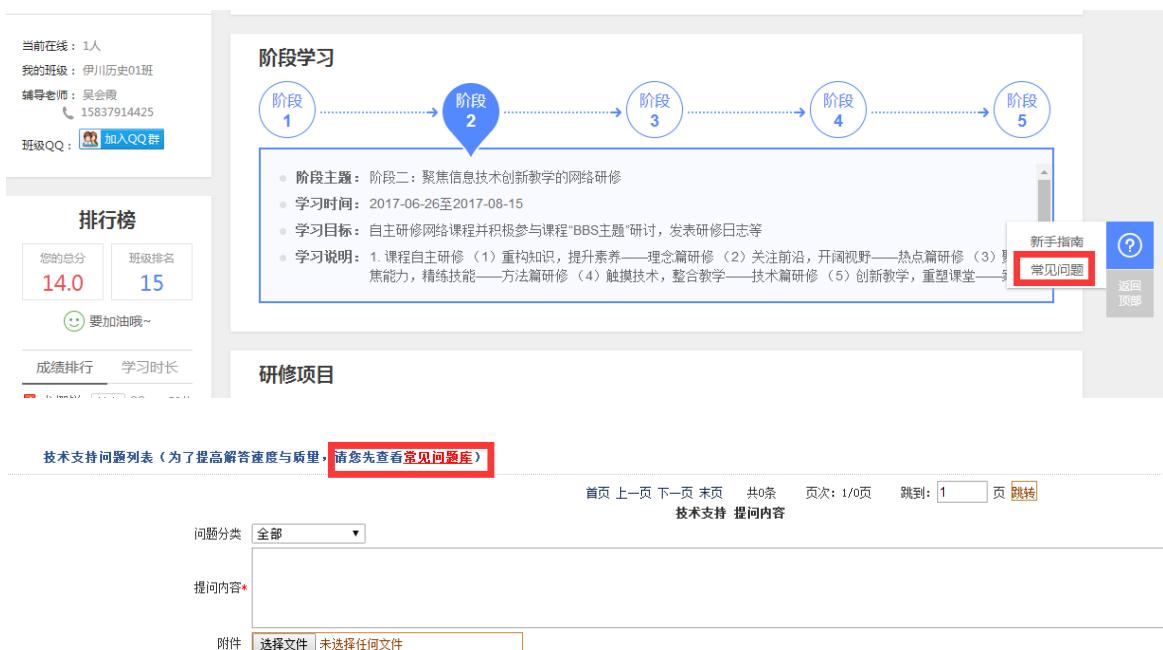 当前在线： 1人
我的班级： 伊川历史01班
辅导老师： 吴会霞
15837914425
班级QQ： 加入QQ群
排行榜
您的总分 班级排名
14.0 15
要加油哦~
成绩排行 学习时长
阶段学习
阶段 1 阶段 2 阶段 3 阶段 4 阶段 5
阶段主题： 阶段二：聚焦信息技术创新教学的网络研修
学习时间： 2017-06-26至2017-08-15
学习目标： 自主研修网络课程并积极参与课程“BBS主题”研讨，发表研修日志等
学习说明： 1. 课程自主研修 （1）重构知识，提升素养——理念篇研修 （2）关注前沿，开阔视野——热点篇研修 （3）
焦能力，精练技能——方法篇研修 （4）触摸技术，整合教学——技术篇研修 （5）创新教学，重塑课堂——
新手指南
常见问题
?
返回
顶部
研修项目
技术支持问题列表（为了提高解答速度与质量，请您先查看常见问题库）
首页 上一页 下一页 末页 共0条 页次：1/0页 跳到： 1 页 跳转
技术支持 提问内容
问题分类 全部
提问内容*
附件 选择文件 未选择任何文件